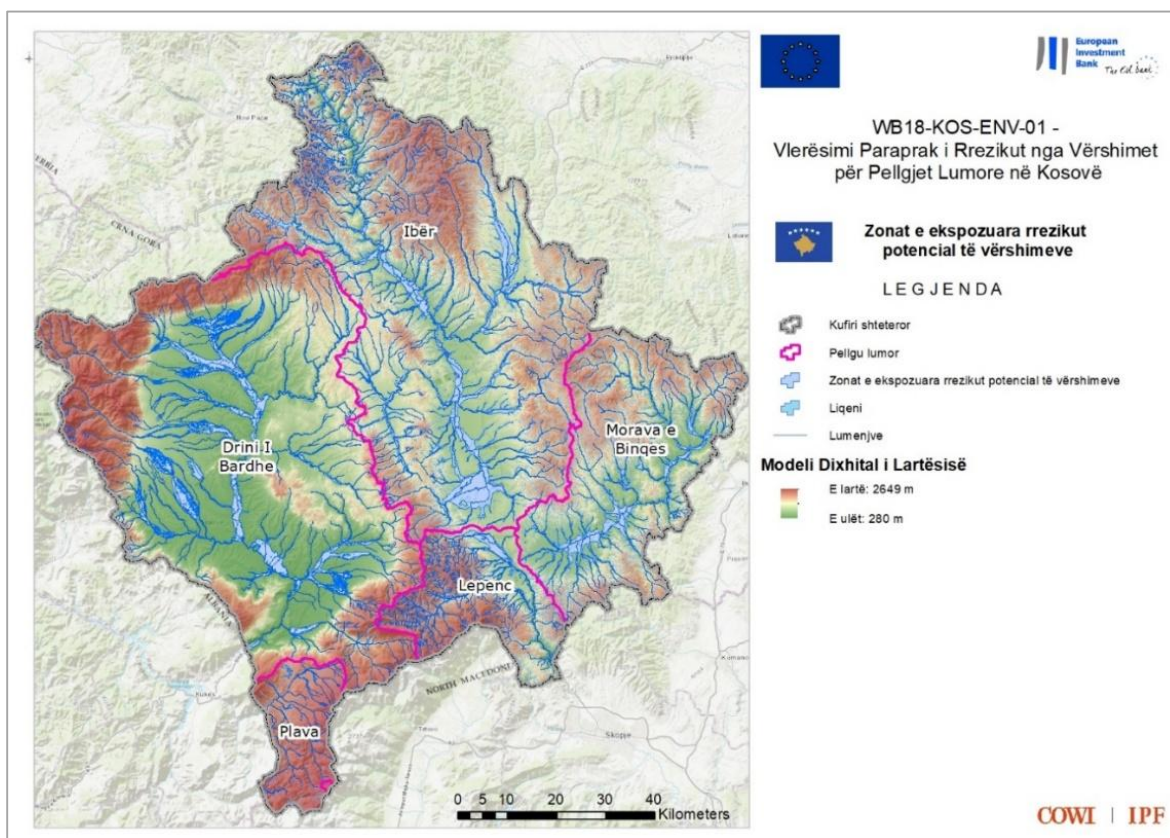 European
Investment
Bank
The EU bank
WB18-KOS-ENV-01 -
Vlerësimi Paraprak i Rrezikut nga Vërshimet
për Pellgjet Lumore në Kosovë
Zonat e ekspozuara rrezikut
potencial të vërshimeve
LEGJENDA
Kufiri shteteror
Pellgu lumor
Zonat e ekspozuara rrezikut potencial të vërshimeve
Liqeni
Lumenjve
Modeli Dixhital i Lartësisë
E lartë: 2649 m
E ulët: 280 m
Ibër
CRNA GORA
Morava e
Binqes
Drini I
Bardhe
Lepenc
NORTH MACEDONIA
Plava
Kukës
Tetovo
Skopje
0 5 10 20 30 40
Kilometers
COWI | IPF